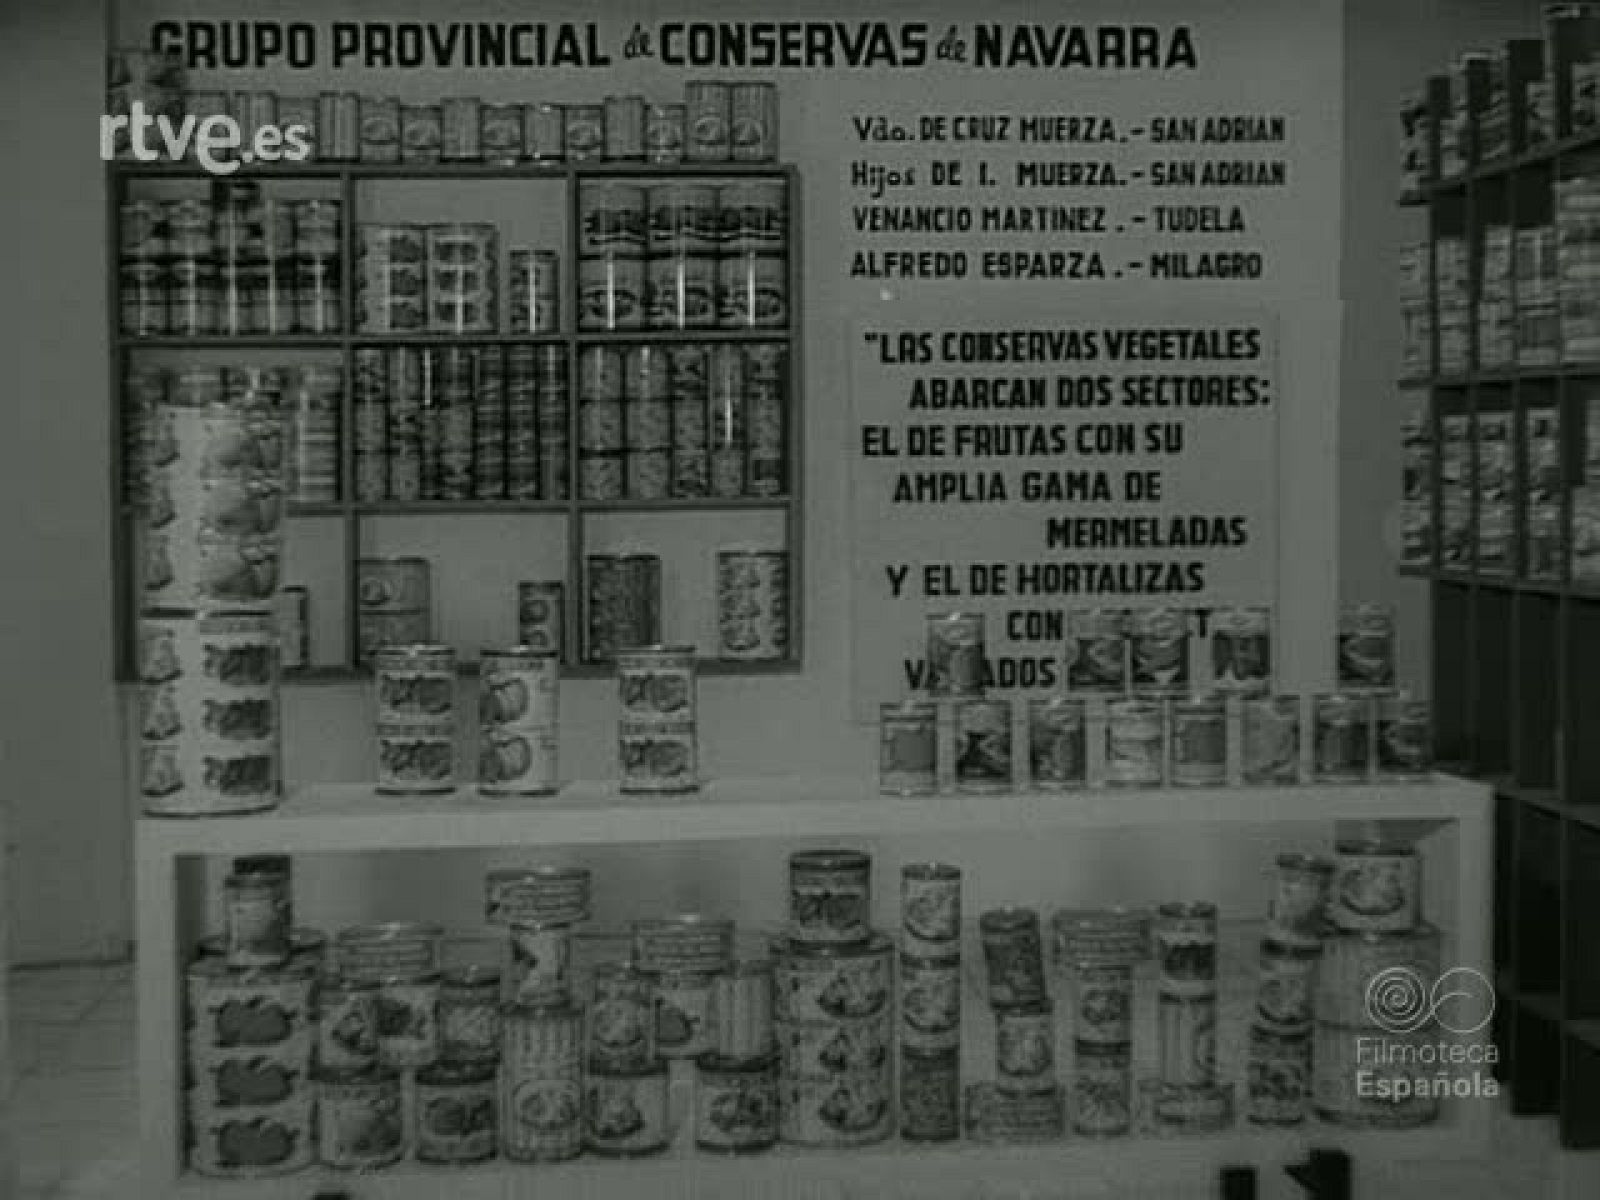 GRUPO PROVINCIAL de CONSERVAS de NAVARRA
rtve.es
Vda. DE CRUZ MUERZA.- SAN ADRIAN
Hijos DE I. MUERZA.- SAN ADRIAN
VENANCIO MARTINEZ.- TUDELA
ALFREDO ESPARZA.- MILAGRO
"LAS CONSERVAS VEGETALES
ABARCAN DOS SECTORES:
EL DE FRUTAS CON SU
AMPLIA GAMA DE
MERMELADAS
Y EL DE HORTALIZAS
CON
Filmoteca
Española